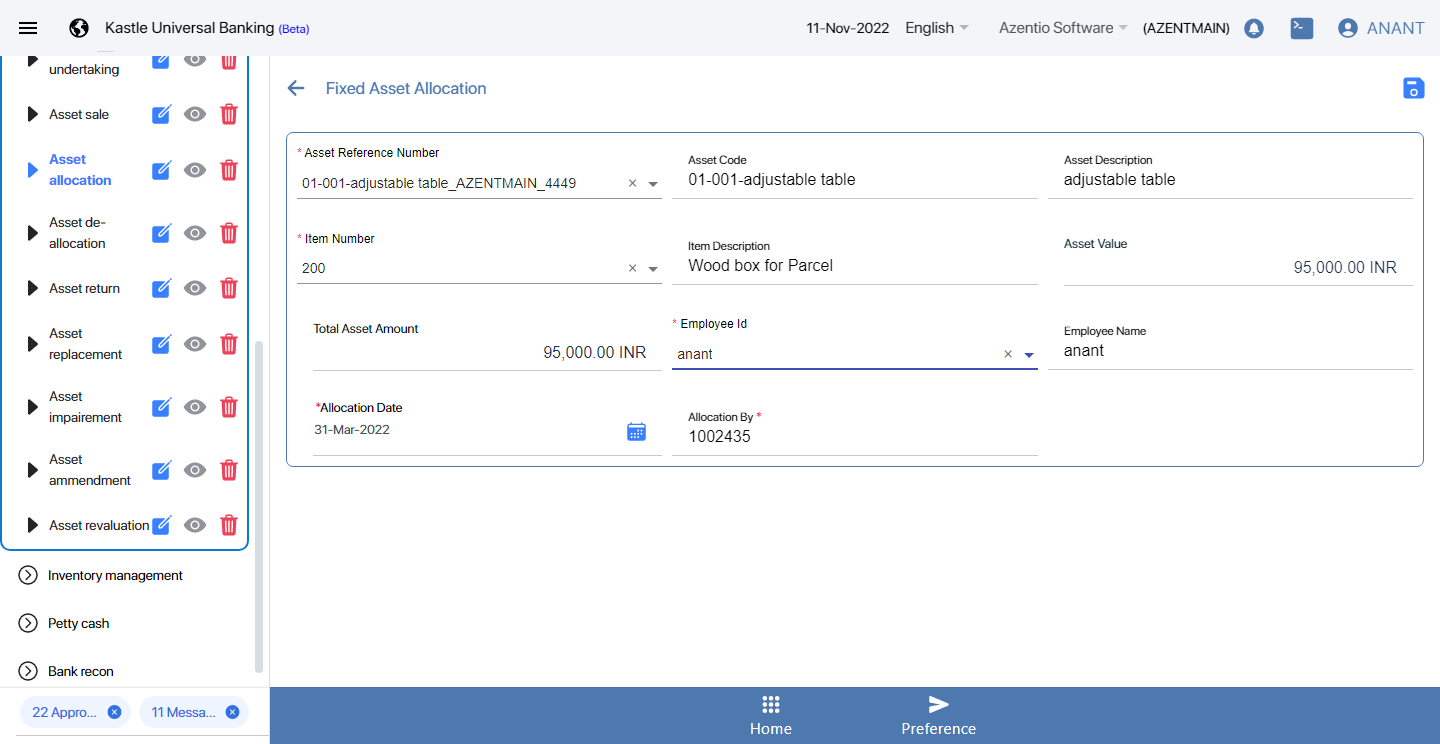 Kastle Universal Banking (Beta)
11-Nov-2022
English
Azentio Software
(AZENTMAIN)
ANANT
undertaking
Asset sale
Asset
allocation
Asset de-
allocation
Asset return
Asset
replacement
Asset
impairement
Asset
ammendment
Asset revaluation
Inventory management
Petty cash
Bank recon
22 Appro...
11 Messa...
Fixed Asset Allocation
* Asset Reference Number
01-001-adjustable table_AZENTMAIN_4449
Asset Code
01-001-adjustable table
Asset Description
adjustable table
* Item Number
200
Item Description
Wood box for Parcel
Asset Value
95,000.00 INR
Total Asset Amount
95,000.00 INR
* Employee Id
anant
Employee Name
anant
*Allocation Date
31-Mar-2022
Allocation By *
1002435
Home
Preference